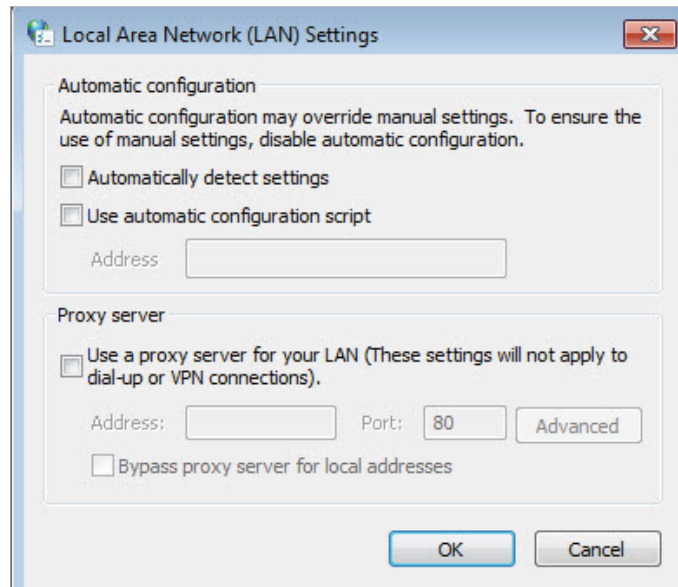 Local Area Network (LAN) Settings
Automatic configuration
Automatic configuration may override manual settings. To ensure the
use of manual settings, disable automatic configuration.
Automatically detect settings
Use automatic configuration script
Address
Proxy server
Use a proxy server for your LAN (These settings will not apply to
dial-up or VPN connections).
Address: Port: 80 Advanced
Bypass proxy server for local addresses
OK Cancel